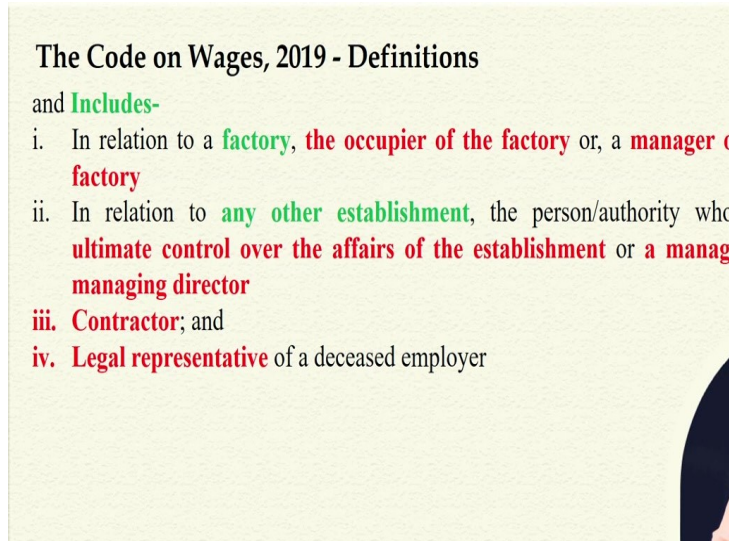 The Code on Wages, 2019 - Definitions
and Includes-
i. In relation to a factory, the occupier of the factory or, a manager
factory
ii. In relation to any other establishment, the person/authority
ultimate control over the affairs of the establishment or a
managing director
iii. Contractor; and
iv. Legal representative of a deceased employer